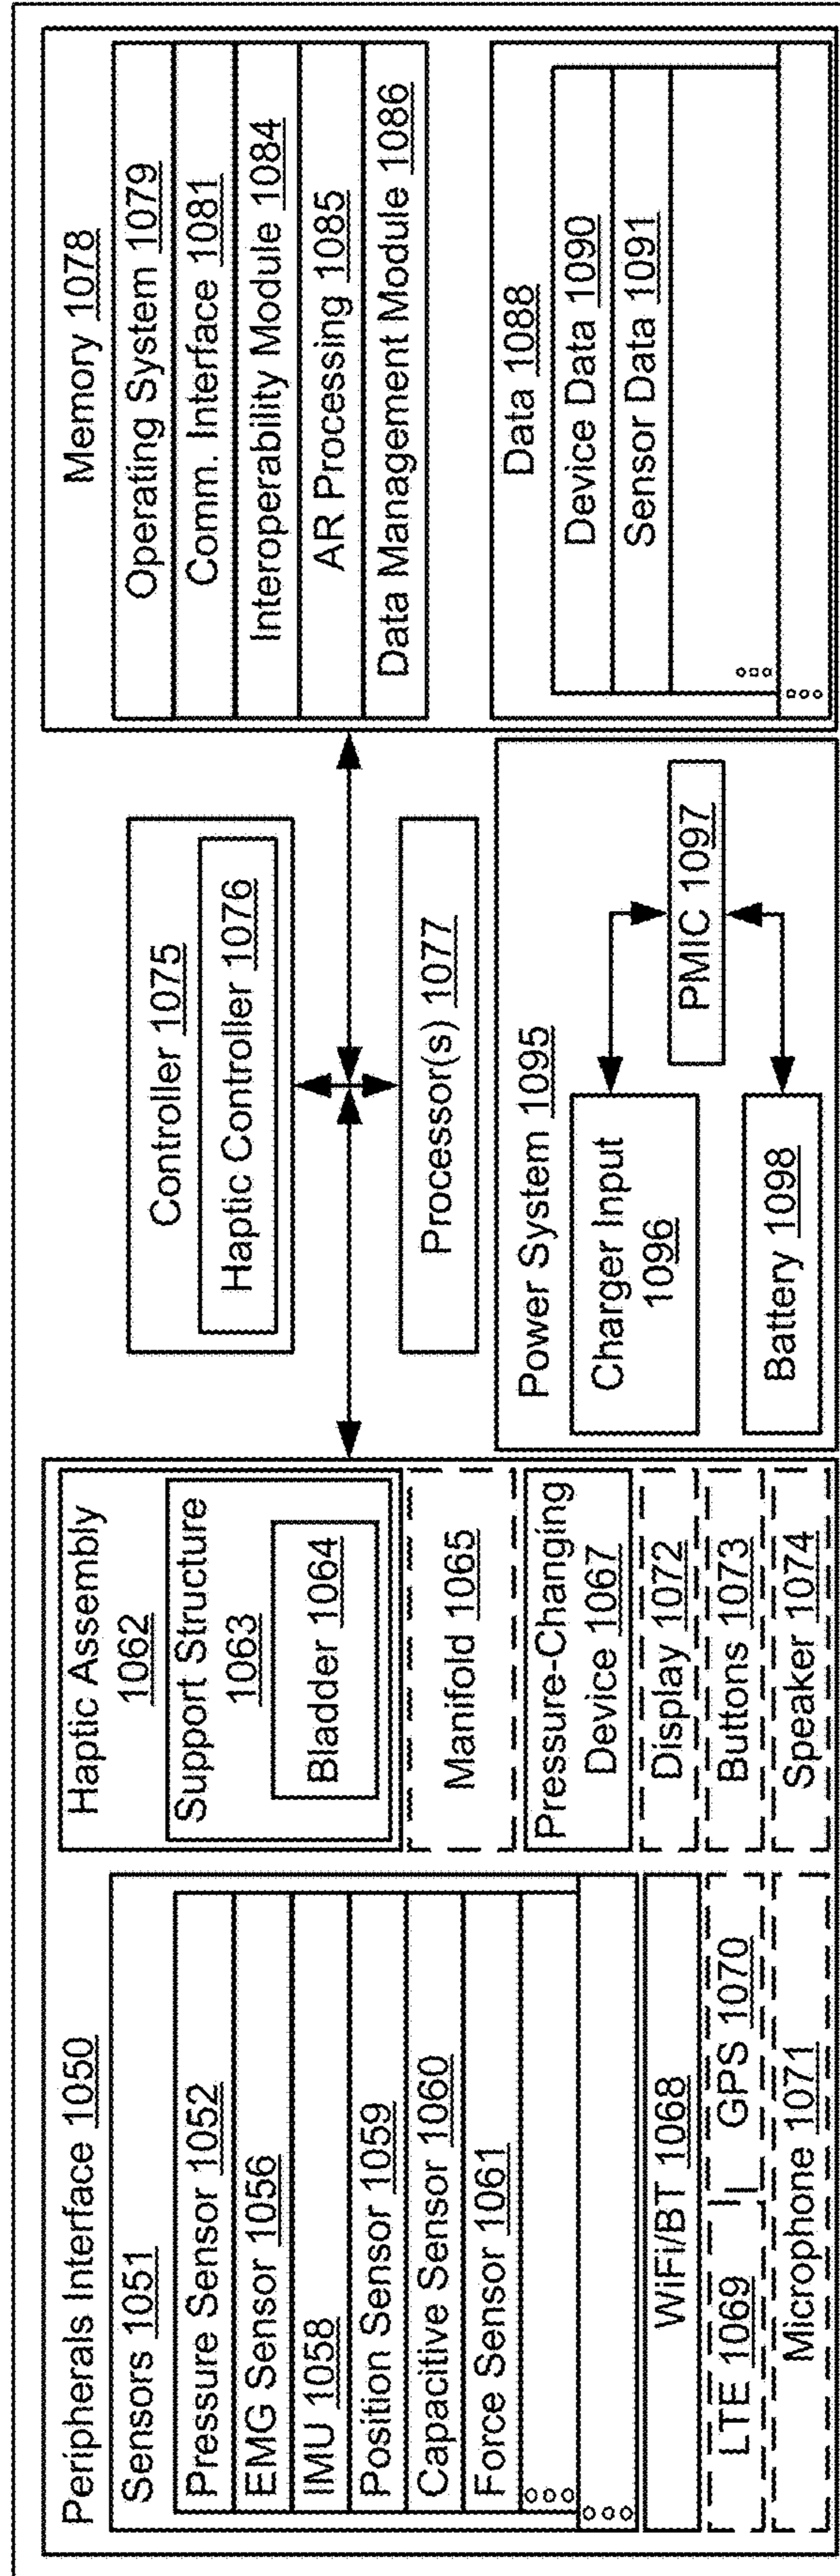 Peripherals Interface 1050
Sensors 1051
Pressure Sensor 1052
EMG Sensor 1056
IMU 1058
Position Sensor 1059
Capacitive Sensor 1060
Force Sensor 1061
WiFi/BT 1068
LTE 1069
GPS 1070
Microphone 1071
Haptic Assembly
1062
Support Structure
1063
Bladder 1064
Manifold 1065
Pressure-Changing
Device 1067
Display 1072
Buttons 1073
Speaker 1074
Controller 1075
Haptic Controller 1076
Processor(s) 1077
Power System 1095
Charger Input
1096
PMIC 1097
Battery 1098
Memory 1078
Operating System 1079
Comm. Interface 1081
Interoperability Module 1084
AR Processing 1085
Data Management Module 1086
Data 1088
Device Data 1090
Sensor Data 1091